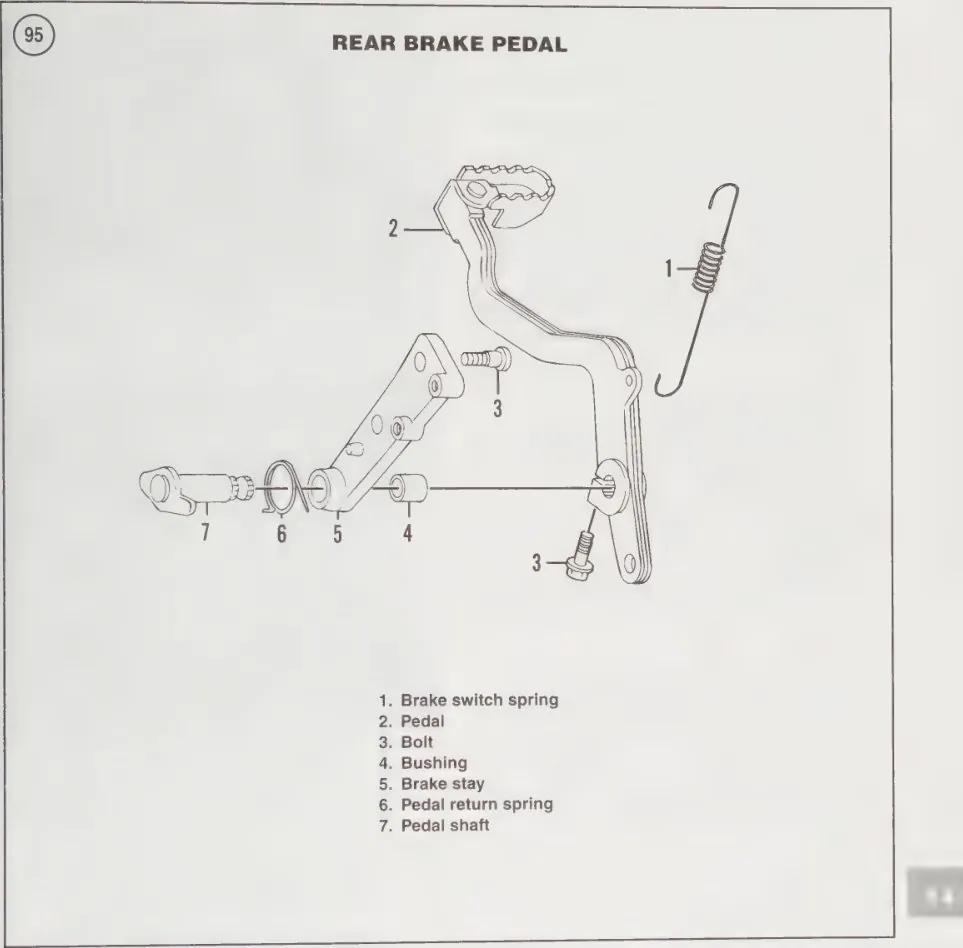 95
REAR BRAKE PEDAL
2
1
3
7
6
5
4
3
1. Brake switch spring
2. Pedal
3. Bolt
4. Bushing
5. Brake stay
6. Pedal return spring
7. Pedal shaft
14